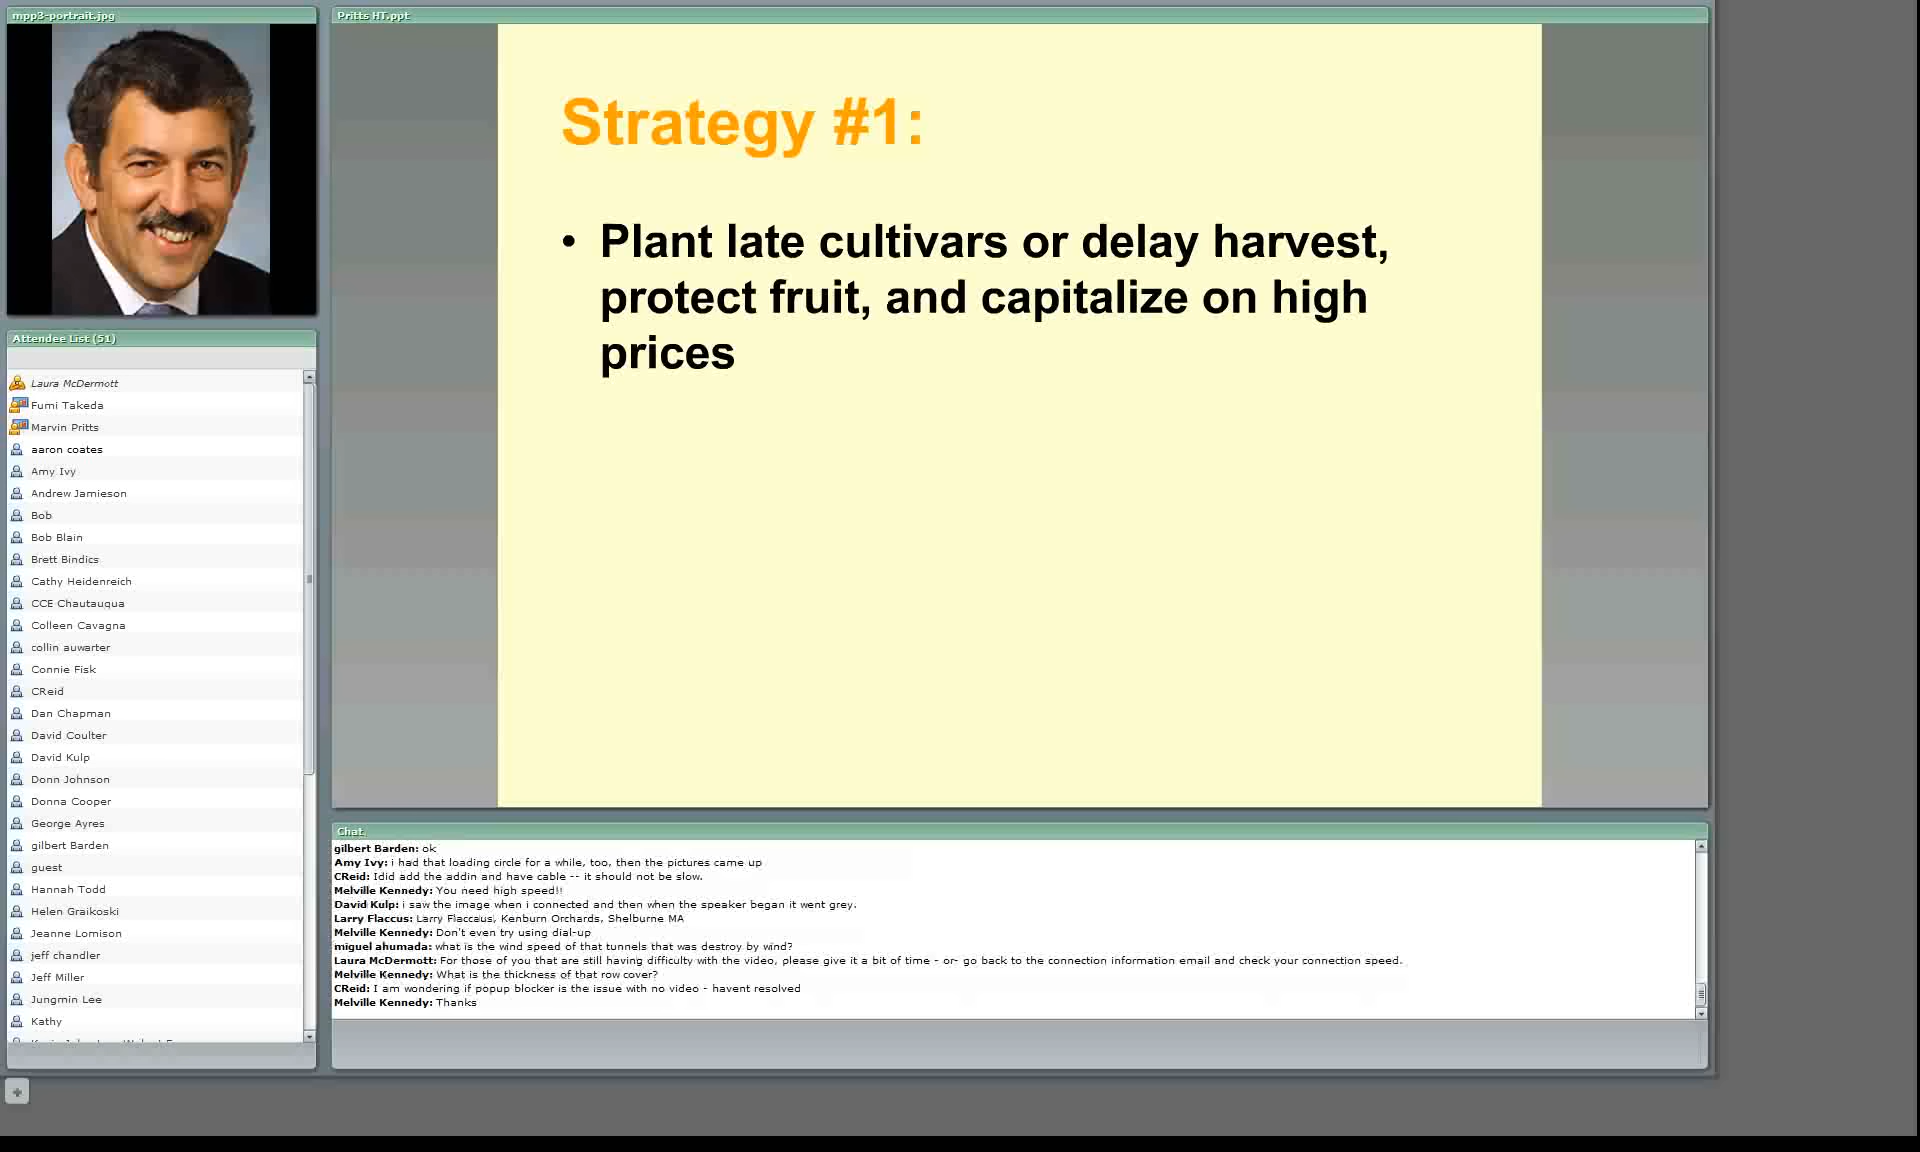 mpp3-portrait.jpg
Attendee List (51)
Laura McDermott
Fumi Takeda
Marvin Pritts
aaron coates
Amy Ivy
Andrew Jamieson
Bob
Bob Blain
Brett Bindics
Cathy Heidenreich
CCE Chautauqua
Colleen Cavagna
collin auwarter
Connie Fisk
CReid
Dan Chapman
David Coulter
David Kulp
Donn Johnson
Donna Cooper
George Ayres
gilbert Barden
guest
Hannah Todd
Helen Graikoski
Jeanne Lomison
jeff chandler
Jeff Miller
Jungmin Lee
Kathy
Pritts HT.ppt
Strategy #1:
• Plant late cultivars or delay harvest,
protect fruit, and capitalize on high
prices
Chat
gilbert Barden: ok
Amy Ivy: i had that loading circle for a while, too, then the pictures came up
CReid: Idid add the addin and have cable -- it should not be slow.
Melville Kennedy: You need high speed!!
David Kulp: i saw the image when i connected and then when the speaker began it went grey.
Larry Flaccus: Larry Flaccaus, Kenburn Orchards, Shelburne MA
Melville Kennedy: Don't even try using dial-up
miguel ahumada: what is the wind speed of that tunnels that was destroy by wind?
Laura McDermott: For those of you that are still having difficulty with the video, please give it a bit of time - or- go back to the connection information email and check your connection speed.
Melville Kennedy: What is the thickness of that row cover?
CReid: I am wondering if popup blocker is the issue with no video - havent resolved
Melville Kennedy: Thanks